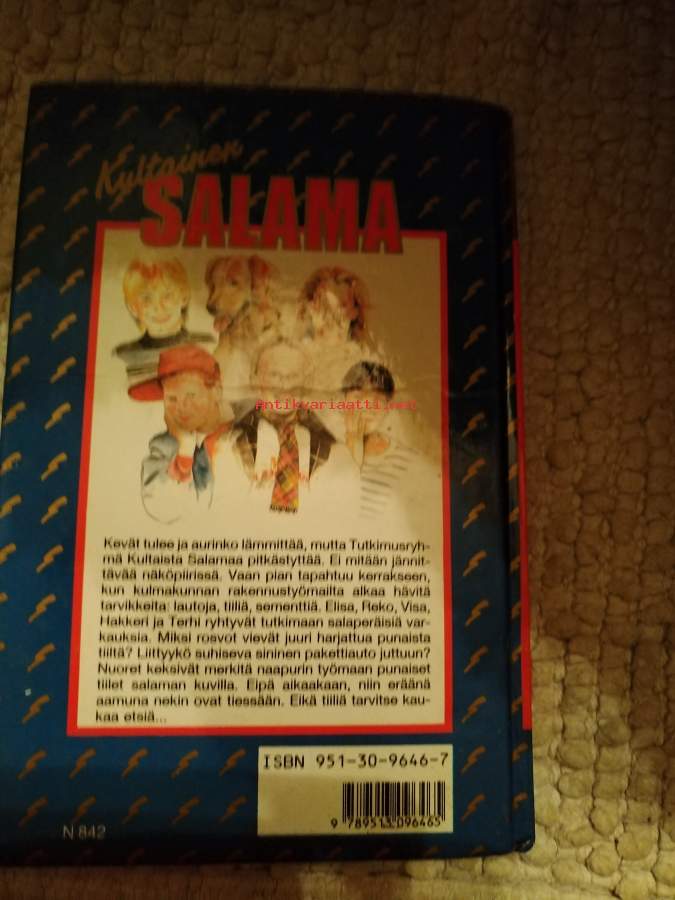 Kultainen
SALAMA
Antikvariaatti.net
Kevät tulee ja aurinko lämmittää, mutta Tutkimusryh-
mä Kultaista Salamaa pitkästyttää. Ei mitään jännit-
tävää näköpiirissä. Vaan pian tapahtuu kerrakseen,
kun kulmakunnan rakennustyömailta alkaa hävitä
tarvikkeita: lautoja, tiiliä, sementtiä. Elisa, Reko, Visa,
Hakkeri ja Terhi ryhtyvät tutkimaan salaperäisiä var-
kauksia. Miksi rosvot vievät juuri harjattua punaista
tiiltä? Liittyykö suhiseva sininen pakettiauto juttuun?
Nuoret keksivät merkitä naapurin työmaan punaiset
tiilet salaman kuvilla. Eipä aikaakaan, niin eräänä
aamuna nekin ovat tiessään. Eikä tiiliä tarvitse kau-
kaa etsiä...
ISBN 951-30-9646-7
9 789513 096465
N 842